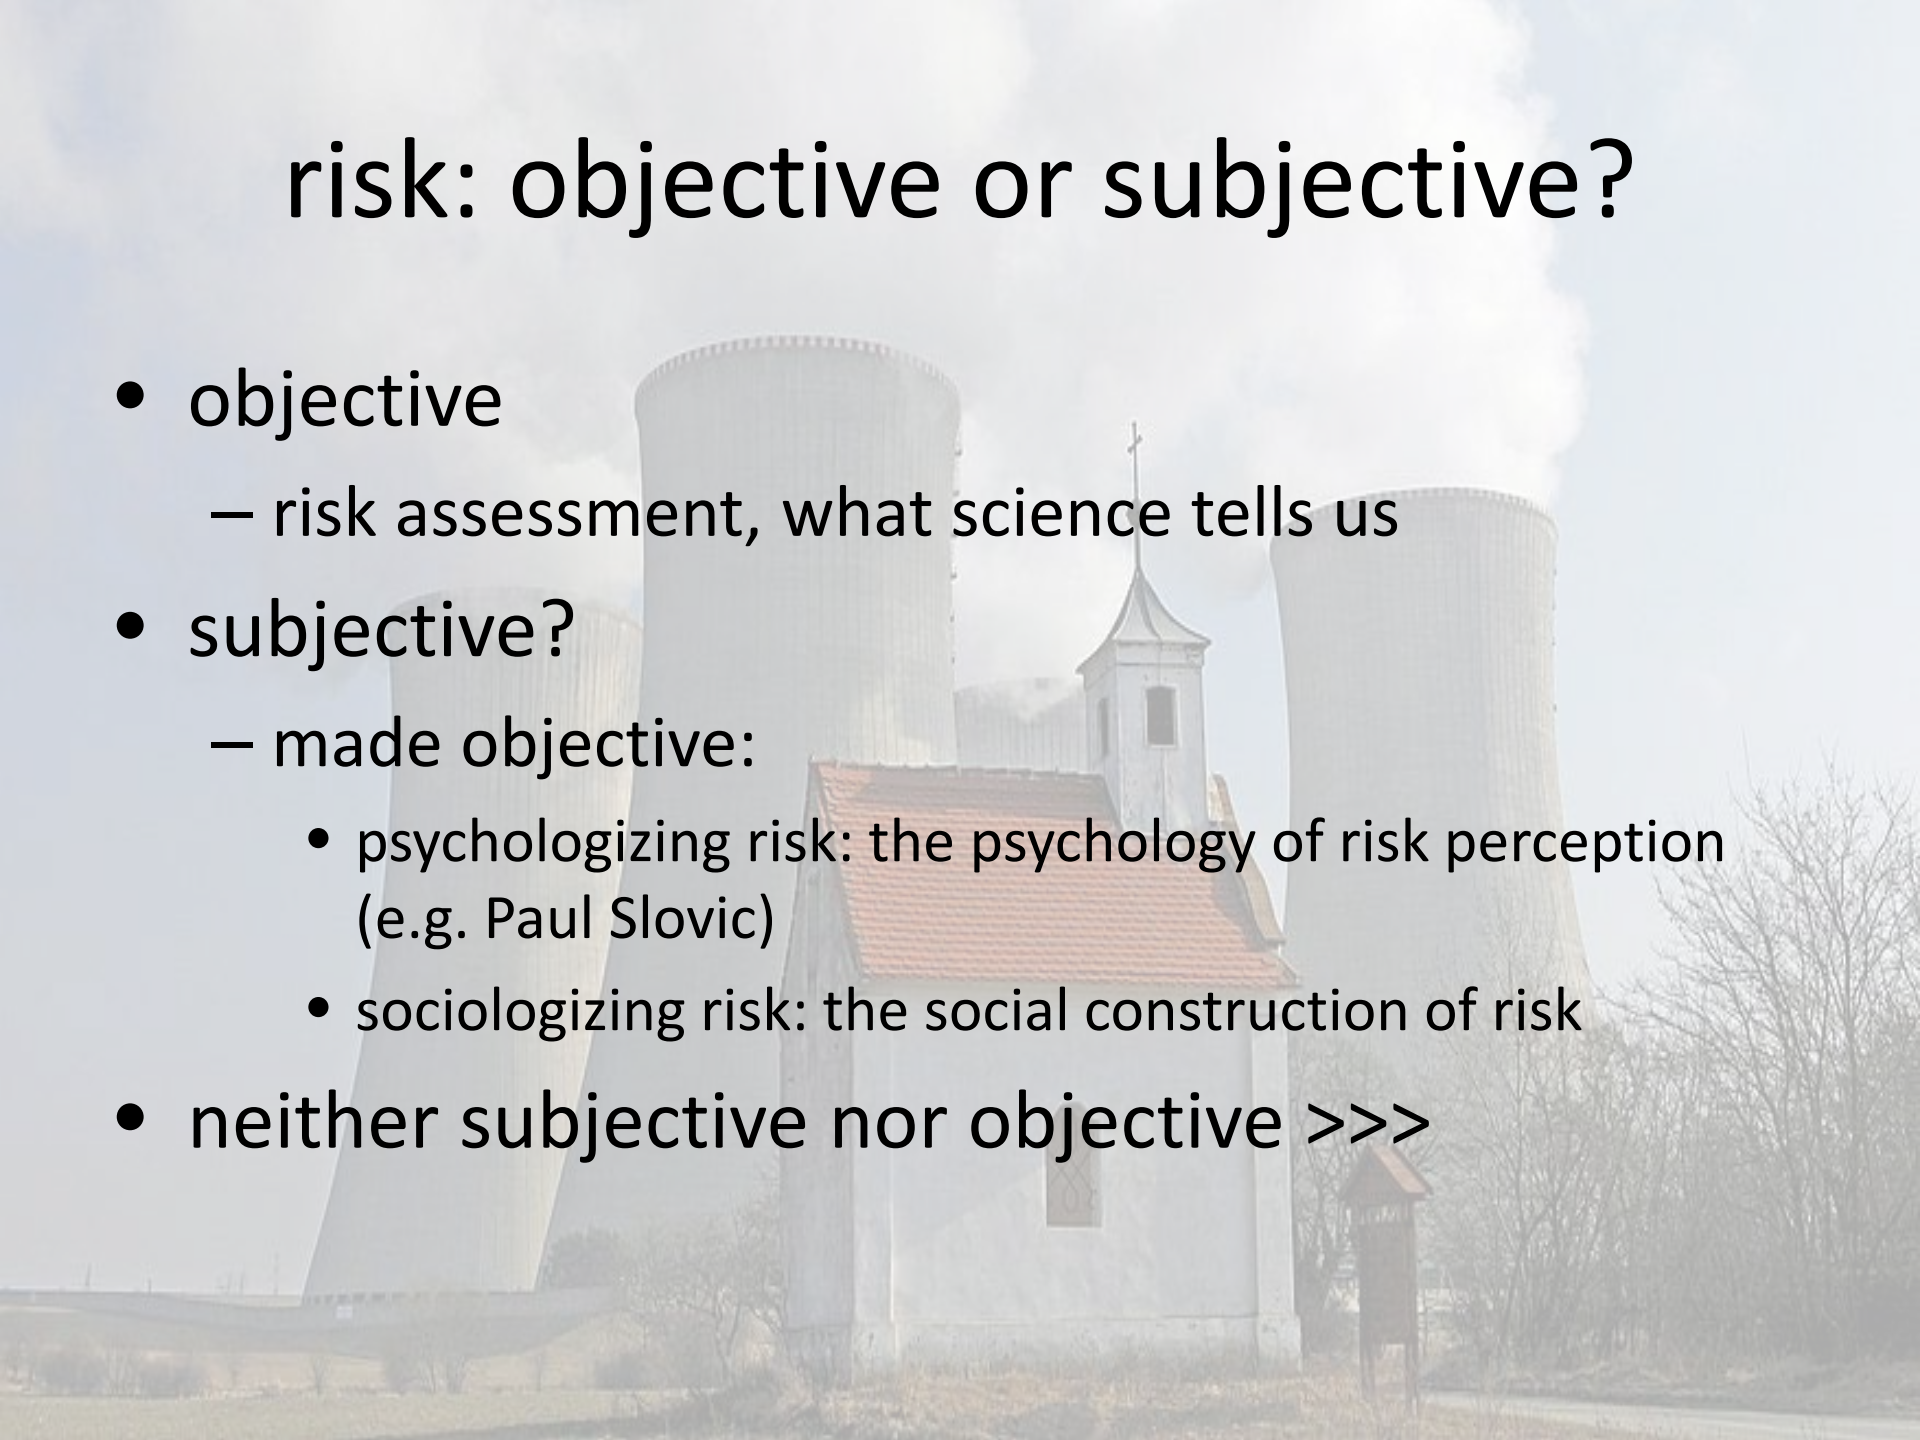 risk: objective or subjective?
• objective
– risk assessment, what science tells us
• subjective?
– made objective:
• psychologizing risk: the psychology of risk perception
(e.g. Paul Slovic)
• sociologizing risk: the social construction of risk
• neither subjective nor objective >>>